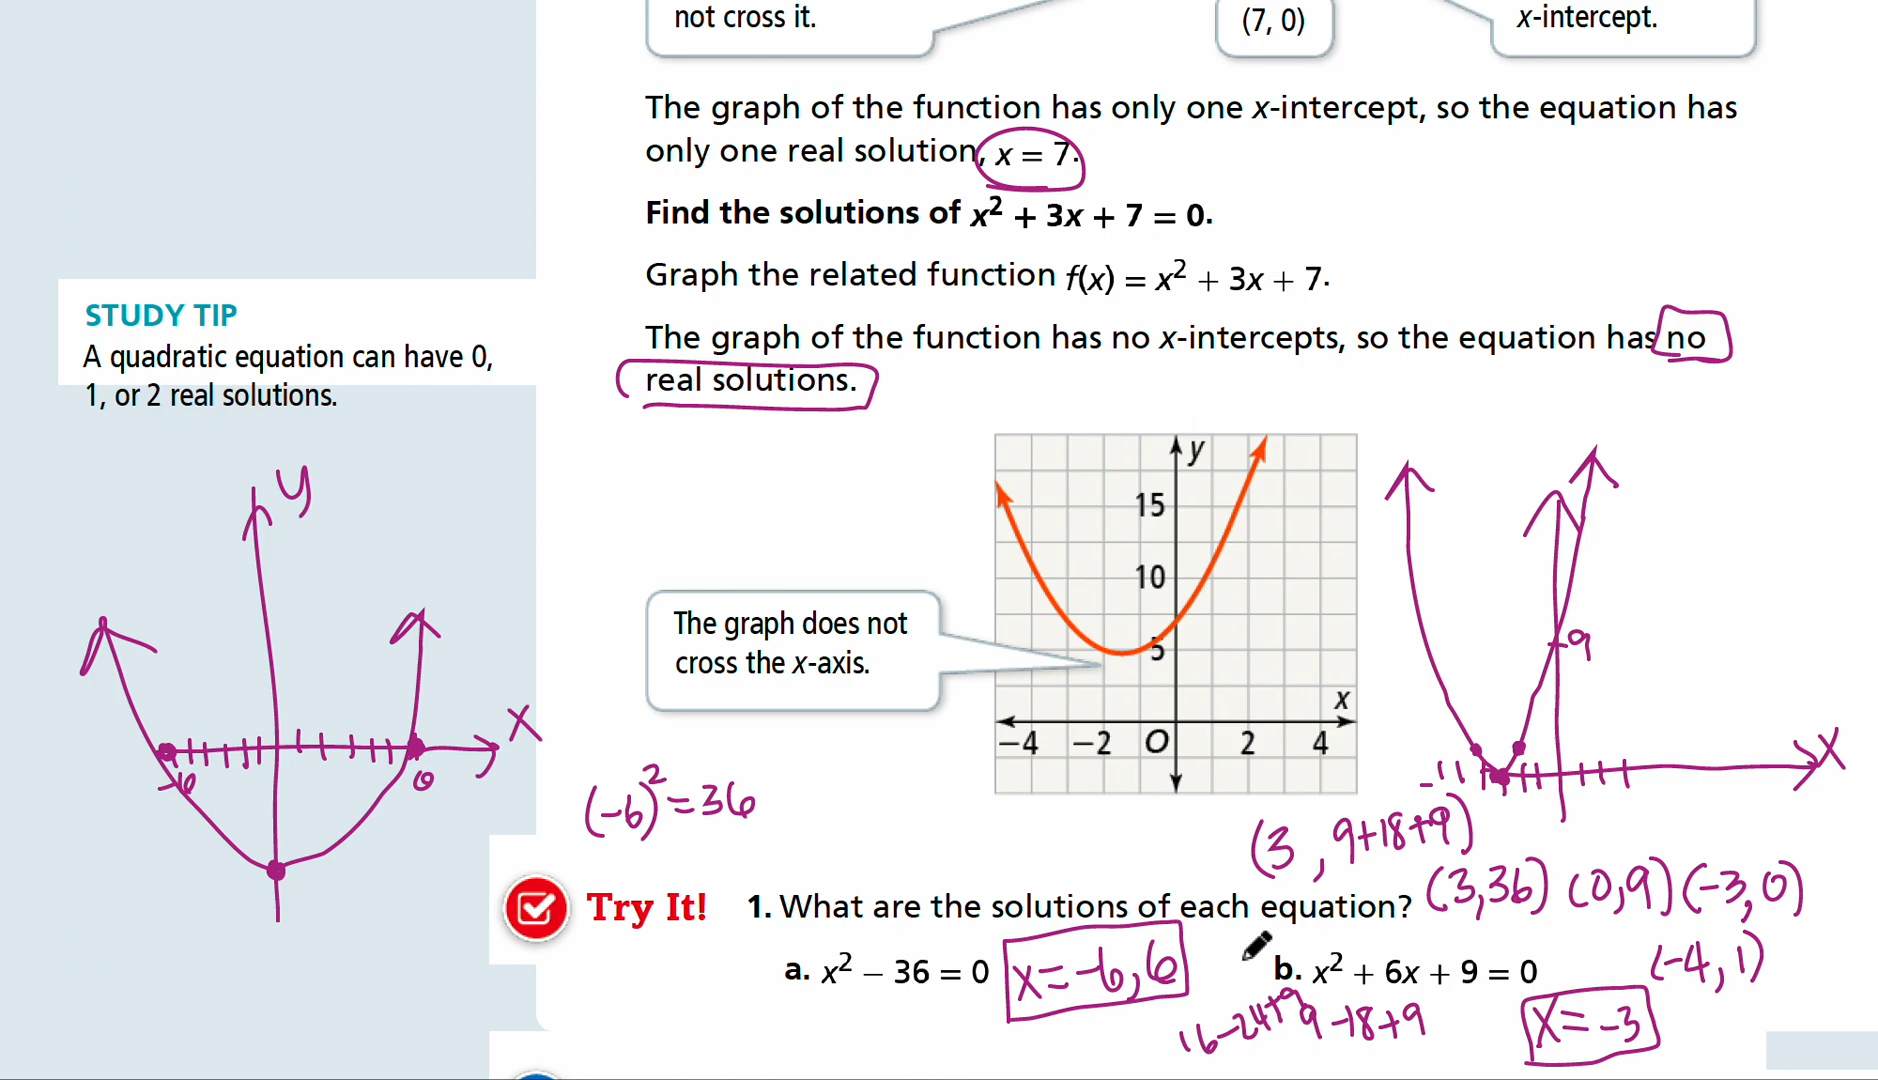 not cross it.
(7, 0)
x-intercept.
The graph of the function has only one x-intercept, so the equation has
only one real solution, x = 7.
Find the solutions of x² + 3x + 7 = 0.
Graph the related function f(x) = x² + 3x + 7.
The graph of the function has no x-intercepts, so the equation has no
real solutions.
STUDY TIP
A quadratic equation can have 0,
1, or 2 real solutions.
y
x
-6
6
y
15
10
5
x
−4 −2 O 2 4
The graph does not
cross the x-axis.
9
x
(-6)² = 36
(3, 9+18+9)
(3,36) (0,9) (-3,0)
Try It! 1. What are the solutions of each equation?
a. x² − 36 = 0 x = -6, 6
b. x² + 6x + 9 = 0
(-4, 1)
16-24+9
9-18+9
x = -3